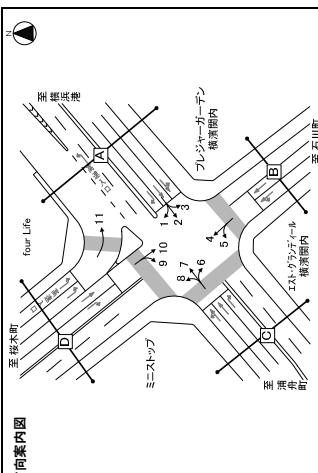 N
向案内図
至桜木町
four Life
至横浜港
D
A
11
1
2
3
プレジャーガーデン
横濱関内
10
9
8
7
6
4
5
ミニストップ
B
C
エスト・グランディール
横濱関内
至石川町
至浦舟町